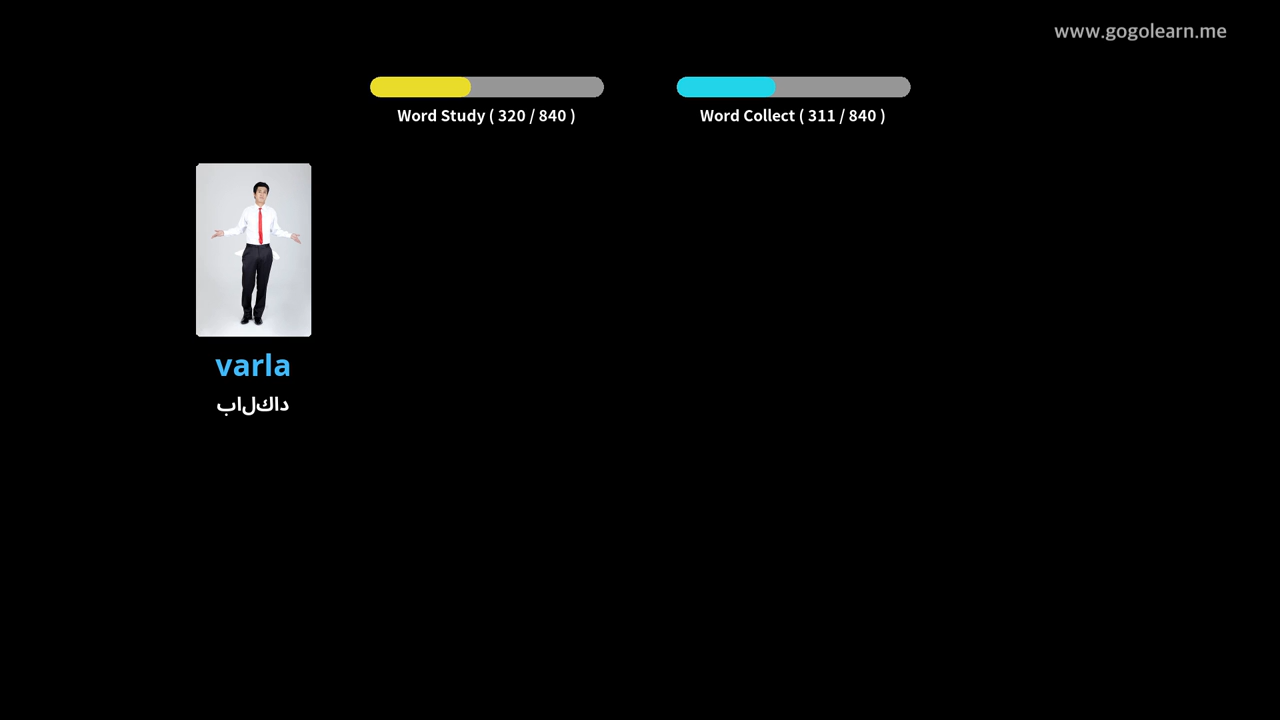 www.gogolearn.me
Word Study ( 320 / 840 )
Word Collect ( 311 / 840 )
varla
داكلاب